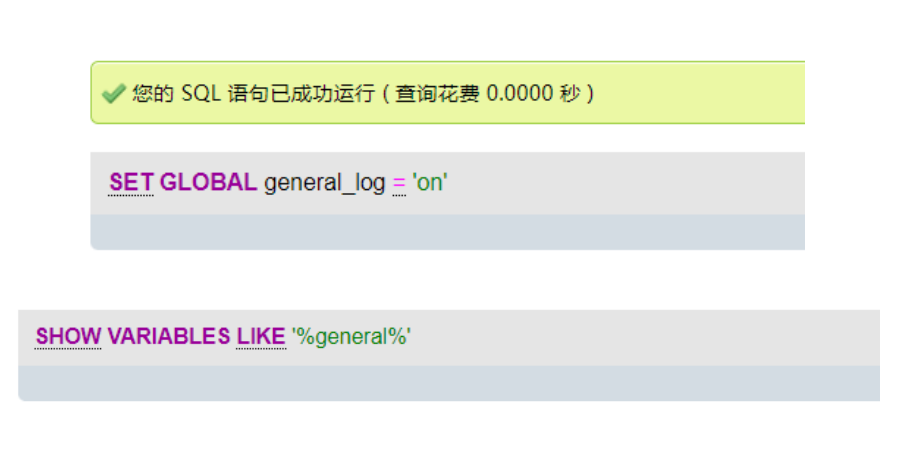 您的 SQL 语句已成功运行 ( 查询花费 0.0000 秒 )
SET GLOBAL general_log = 'on'
SHOW VARIABLES LIKE '%general%'